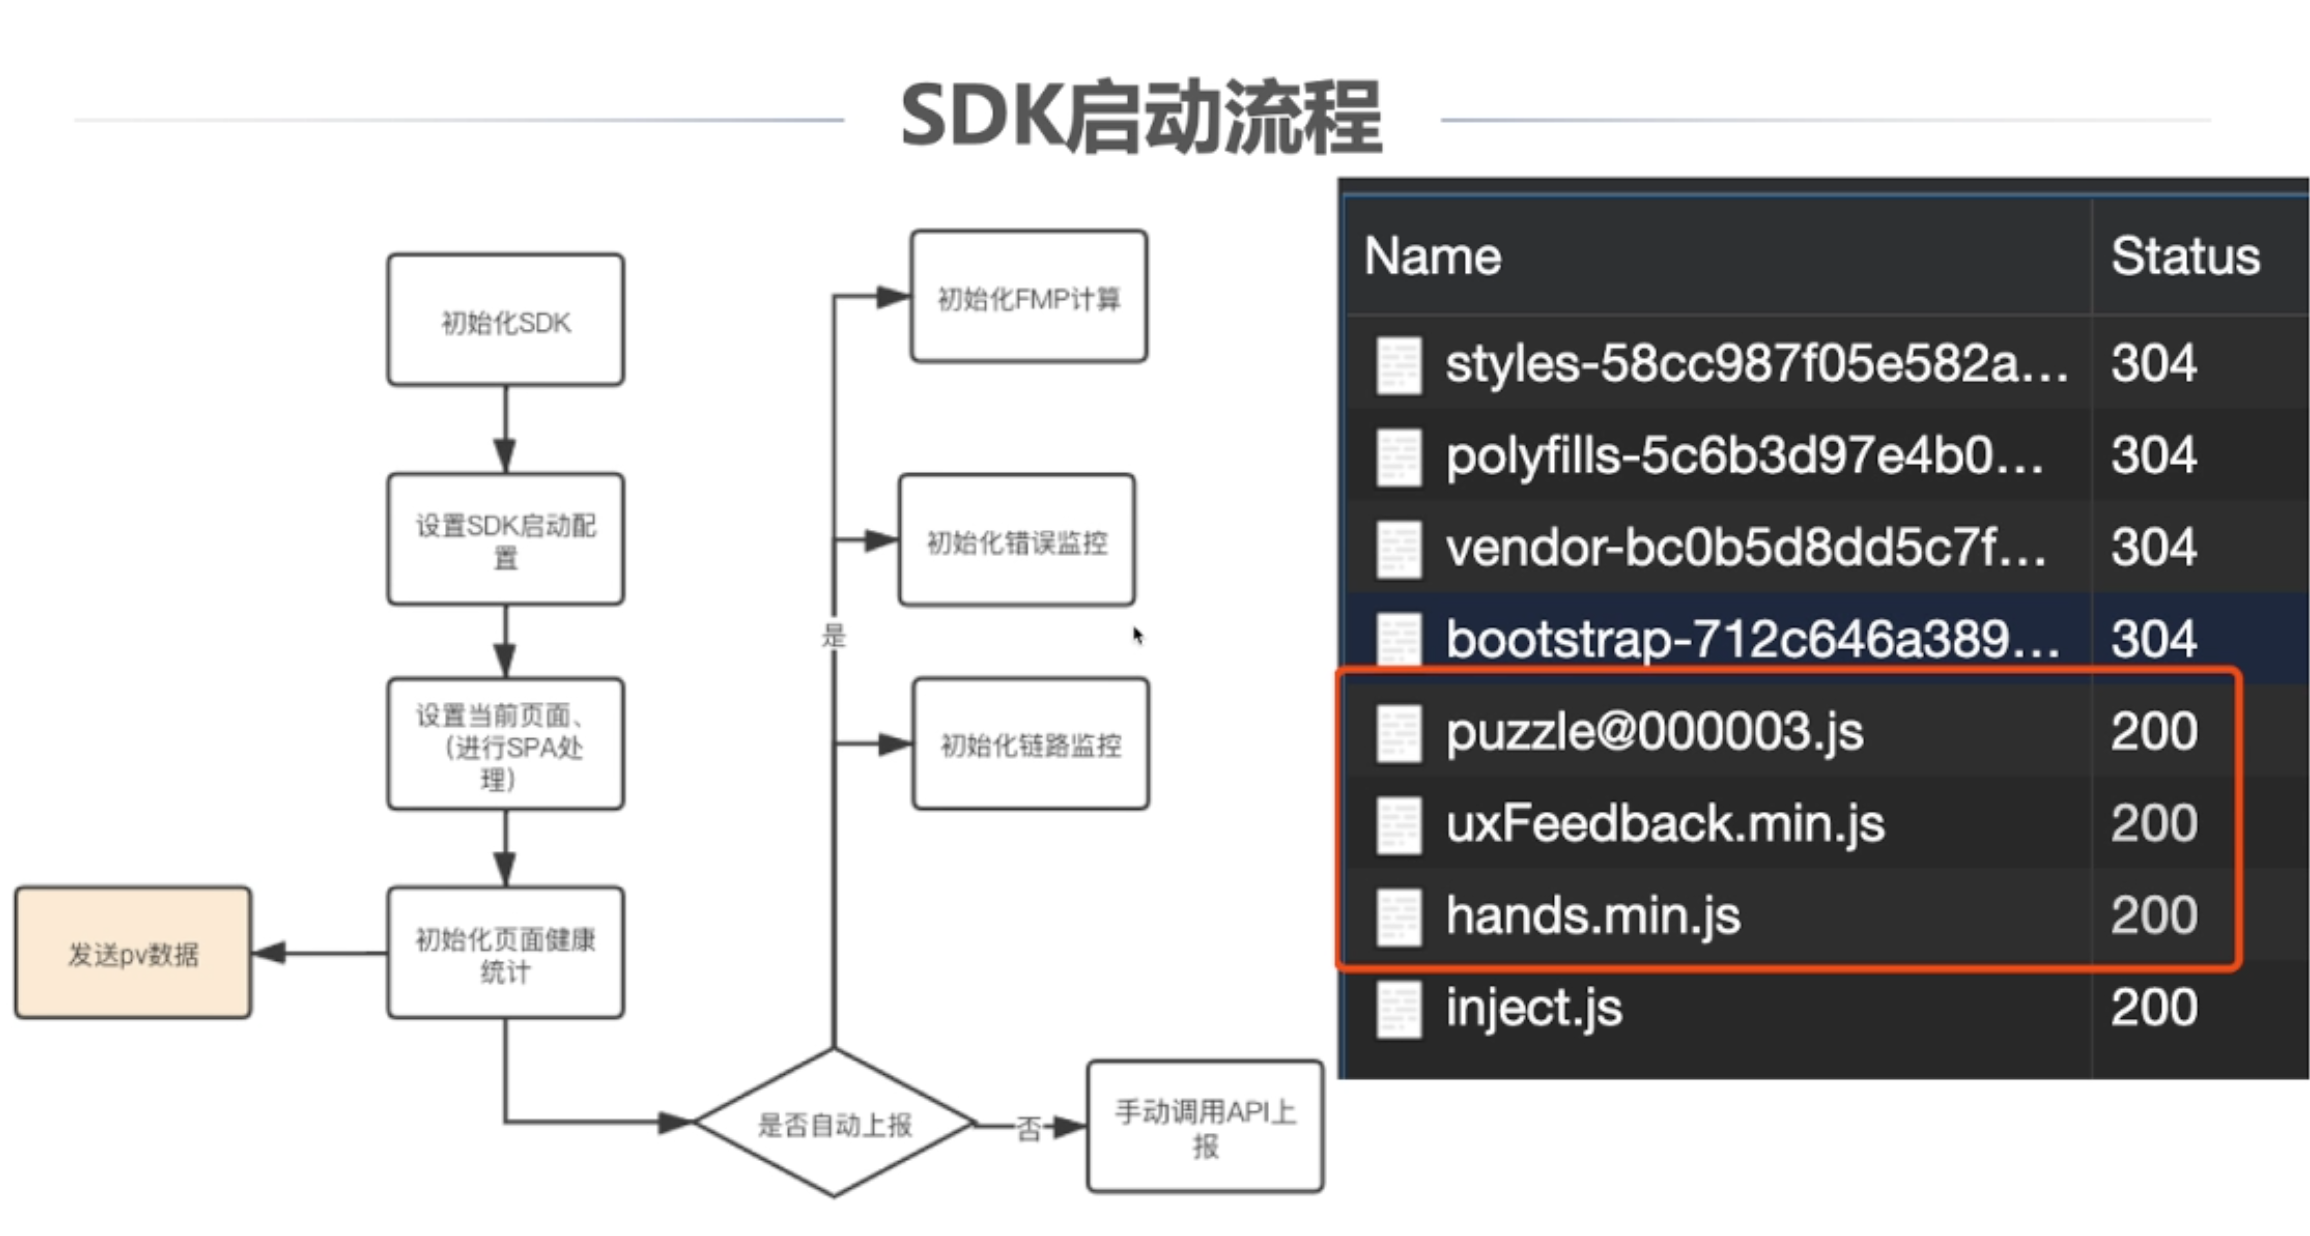 SDK启动流程
初始化SDK
设置SDK启动配
置
设置当前页面、
（进行SPA处
理）
初始化页面健康
统计
发送pv数据
是否自动上报
是
初始化FMP计算
初始化错误监控
初始化链路监控
否
手动调用API上
报
Name Status
styles-58cc987f05e582a... 304
polyfills-5c6b3d97e4b0... 304
vendor-bc0b5d8dd5c7f... 304
bootstrap-712c646a389... 304
puzzle@000003.js 200
uxFeedback.min.js 200
hands.min.js 200
inject.js 200